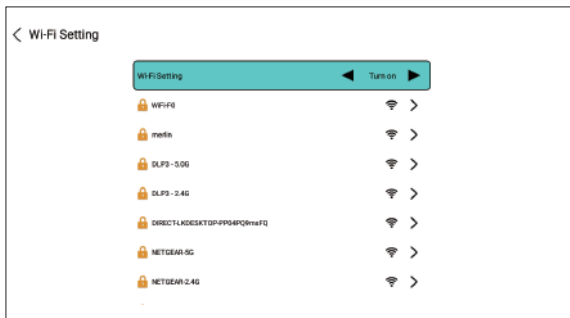 Wi-Fi Setting
Wi-Fi Setting Turn on
WiFi-F0
merlin
DLP3 - 5.0G
DLP3 - 2.4G
DIRECT-LKDESKTOP-PP04PQ9msFQ
NETGEAR-5G
NETGEAR-2.4G